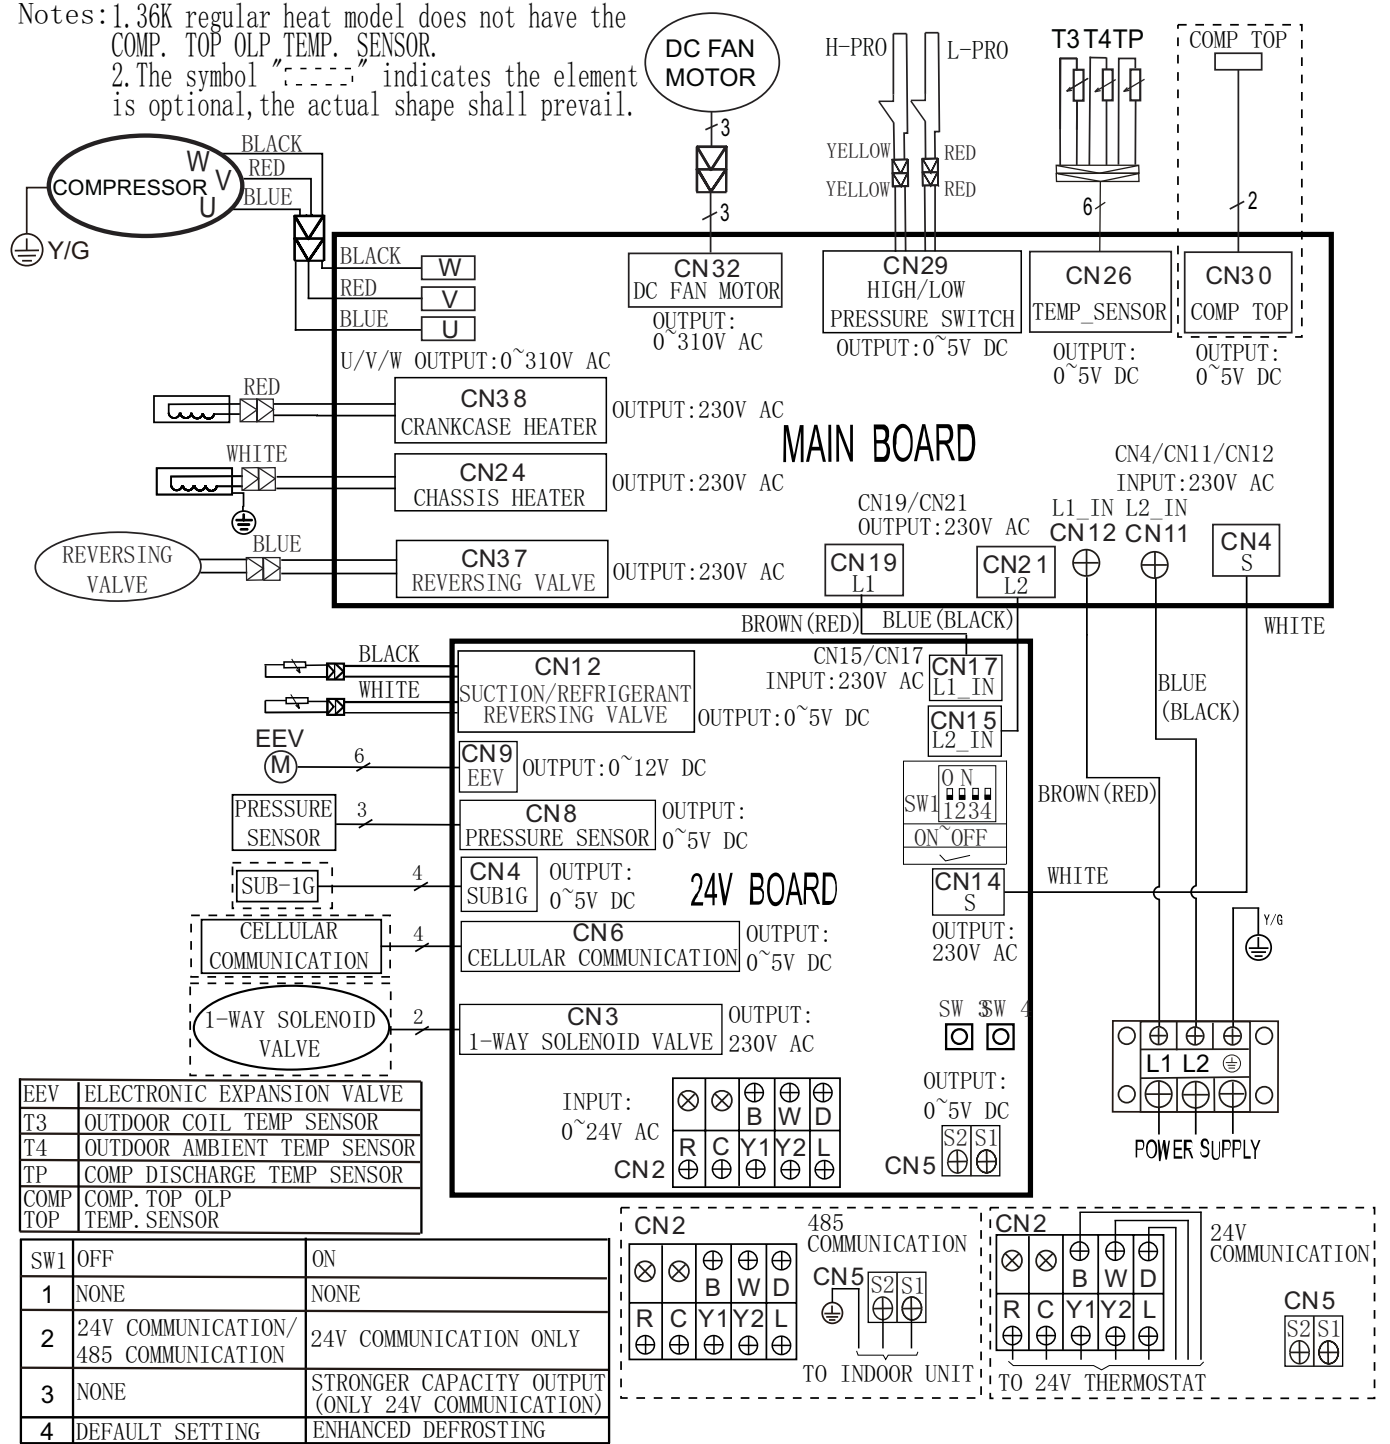 Notes:1.36K regular heat model does not have the
COMP. TOP OLP TEMP. SENSOR.
2.The symbol "      " indicates the element
is optional,the actual shape shall prevail.
DC FAN
MOTOR
3
3
H-PRO
L-PRO
YELLOW
RED
YELLOW
RED
T3 T4 TP
6
COMP TOP
2
COMPRESSOR
W
V
U
BLACK
RED
BLUE
Y/G
BLACK
W
RED
V
BLUE
U
U/V/W OUTPUT:0~310V AC
CN32
DC FAN MOTOR
OUTPUT:
0~310V AC
CN29
HIGH/LOW
PRESSURE SWITCH
OUTPUT:0~5V DC
CN26
TEMP_SENSOR
OUTPUT:
0~5V DC
CN30
COMP TOP
OUTPUT:
0~5V DC
RED
CN38
CRANKCASE HEATER
OUTPUT:230V AC
WHITE
CN24
CHASSIS HEATER
OUTPUT:230V AC
REVERSING
VALVE
BLUE
CN37
REVERSING VALVE
OUTPUT:230V AC
MAIN BOARD
CN19/CN21
OUTPUT:230V AC
CN19
L1
CN21
L2
CN4/CN11/CN12
INPUT:230V AC
L1_IN L2_IN
CN12 CN11
CN4
S
BROWN(RED)
BLUE(BLACK)
WHITE
BLACK
WHITE
CN12
SUCTION/REFRIGERANT
REVERSING VALVE
OUTPUT:0~5V DC
CN15/CN17
INPUT:230V AC
CN17
L1_IN
CN15
L2_IN
BLUE
(BLACK)
BROWN(RED)
EEV
M
6
CN9
EEV
OUTPUT:0~12V DC
SW1
ON
1234
ON~OFF
PRESSURE
SENSOR
3
CN8
PRESSURE SENSOR
OUTPUT:
0~5V DC
SUB-1G
4
CN4
SUB1G
OUTPUT:
0~5V DC
24V BOARD
CN14
S
WHITE
OUTPUT:
230V AC
CELLULAR
COMMUNICATION
4
CN6
CELLULAR COMMUNICATION
OUTPUT:
0~5V DC
Y/G
1-WAY SOLENOID
VALVE
2
CN3
1-WAY SOLENOID VALVE
OUTPUT:
230V AC
SW 3
SW 4
L1 L2
POWER SUPPLY
INPUT:
0~24V AC
CN2
B W D
R C Y1 Y2 L
OUTPUT:
0~5V DC
CN5
S2 S1
EEV ELECTRONIC EXPANSION VALVE
T3 OUTDOOR COIL TEMP SENSOR
T4 OUTDOOR AMBIENT TEMP SENSOR
TP COMP DISCHARGE TEMP SENSOR
COMP TOP COMP.TOP OLP
TEMP.SENSOR
SW1 OFF ON
1 NONE NONE
2 24V COMMUNICATION/
485 COMMUNICATION 24V COMMUNICATION ONLY
3 NONE STRONGER CAPACITY OUTPUT
(ONLY 24V COMMUNICATION)
4 DEFAULT SETTING ENHANCED DEFROSTING
CN2
B W D
R C Y1 Y2 L
485
COMMUNICATION
CN5
S2 S1
TO INDOOR UNIT
CN2
B W D
R C Y1 Y2 L
TO 24V THERMOSTAT
24V
COMMUNICATION
CN5
S2 S1